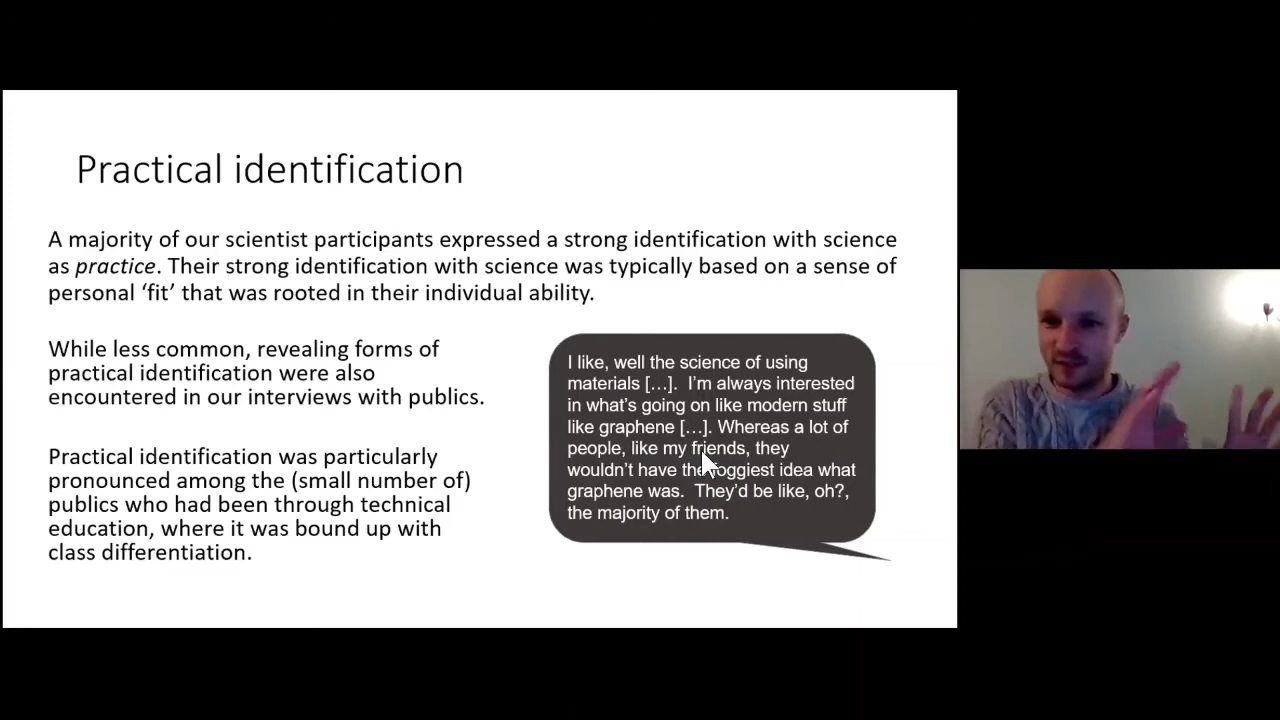 Practical identification
A majority of our scientist participants expressed a strong identification with science
as practice. Their strong identification with science was typically based on a sense of
personal ‘fit’ that was rooted in their individual ability.
While less common, revealing forms of
practical identification were also
encountered in our interviews with publics.
Practical identification was particularly
pronounced among the (small number of)
publics who had been through technical
education, where it was bound up with
class differentiation.
I like, well the science of using
materials […].  I’m always interested
in what’s going on like modern stuff
like graphene […]. Whereas a lot of
people, like my friends, they
wouldn’t have the foggiest idea what
graphene was.  They’d be like, oh?,
the majority of them.